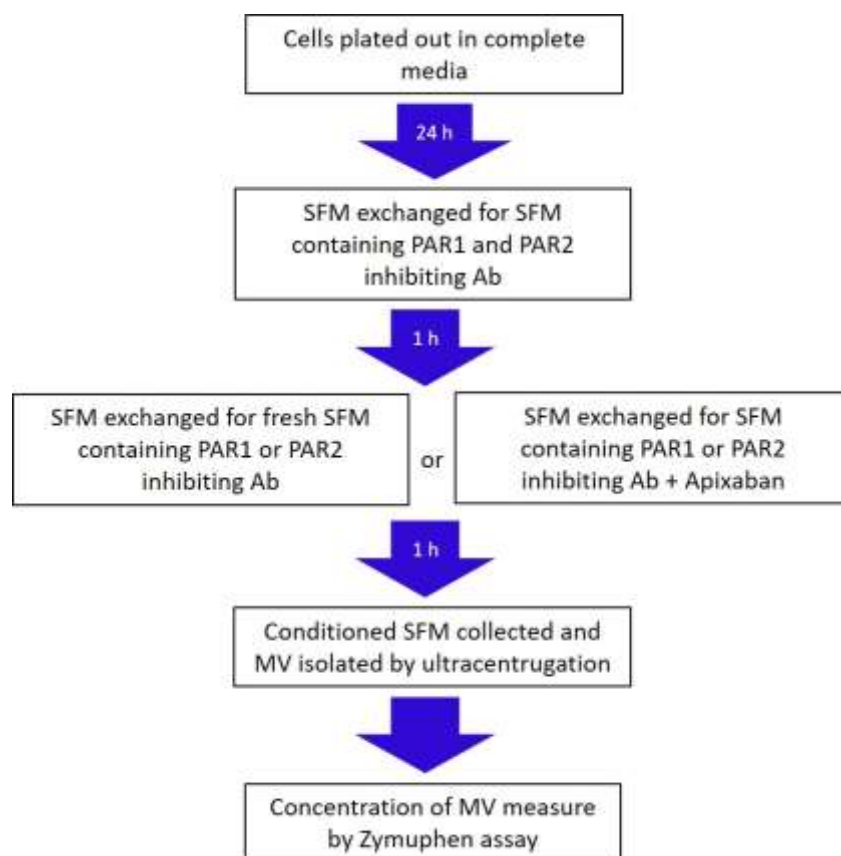 Cells plated out in complete
media
24 h
SFM exchanged for SFM
containing PAR1 and PAR2
inhibiting Ab
1 h
SFM exchanged for fresh SFM
containing PAR1 or PAR2
inhibiting Ab
or
SFM exchanged for SFM
containing PAR1 or PAR2
inhibiting Ab + Apixaban
1 h
Conditioned SFM collected and
MV isolated by ultracentrugation
Concentration of MV measure
by Zymuphen assay